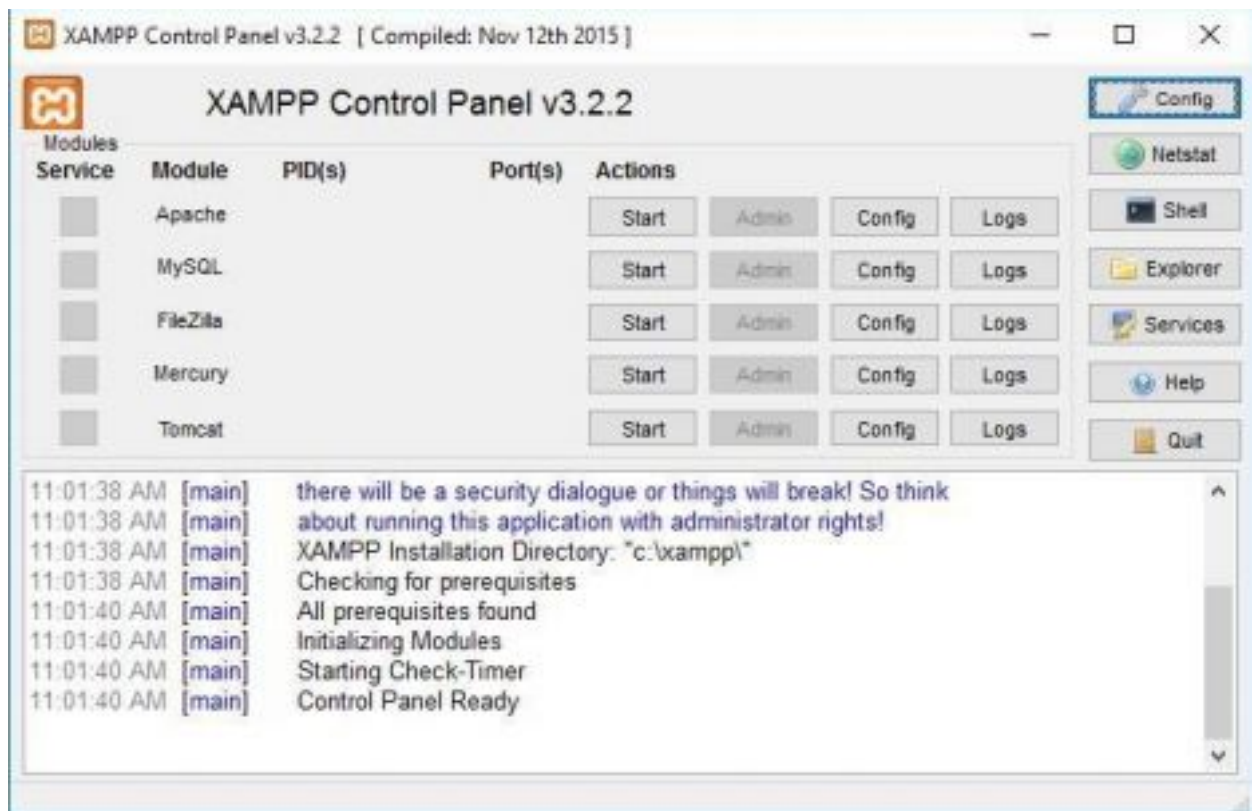 XAMPP Control Panel v3.2.2 [ Compiled: Nov 12th 2015 ]
XAMPP Control Panel v3.2.2
Config
Modules
Service Module PID(s) Port(s) Actions
Netstat
Apache Start Admin Config Logs
Shell
MySQL Start Admin Config Logs
Explorer
FileZilla Start Admin Config Logs
Services
Mercury Start Admin Config Logs
Help
Tomcat Start Admin Config Logs
Quit
11:01:38 AM [main] there will be a security dialogue or things will break! So think
11:01:38 AM [main] about running this application with administrator rights!
11:01:38 AM [main] XAMPP Installation Directory: "c:\xampp\"
11:01:38 AM [main] Checking for prerequisites
11:01:40 AM [main] All prerequisites found
11:01:40 AM [main] Initializing Modules
11:01:40 AM [main] Starting Check-Timer
11:01:40 AM [main] Control Panel Ready